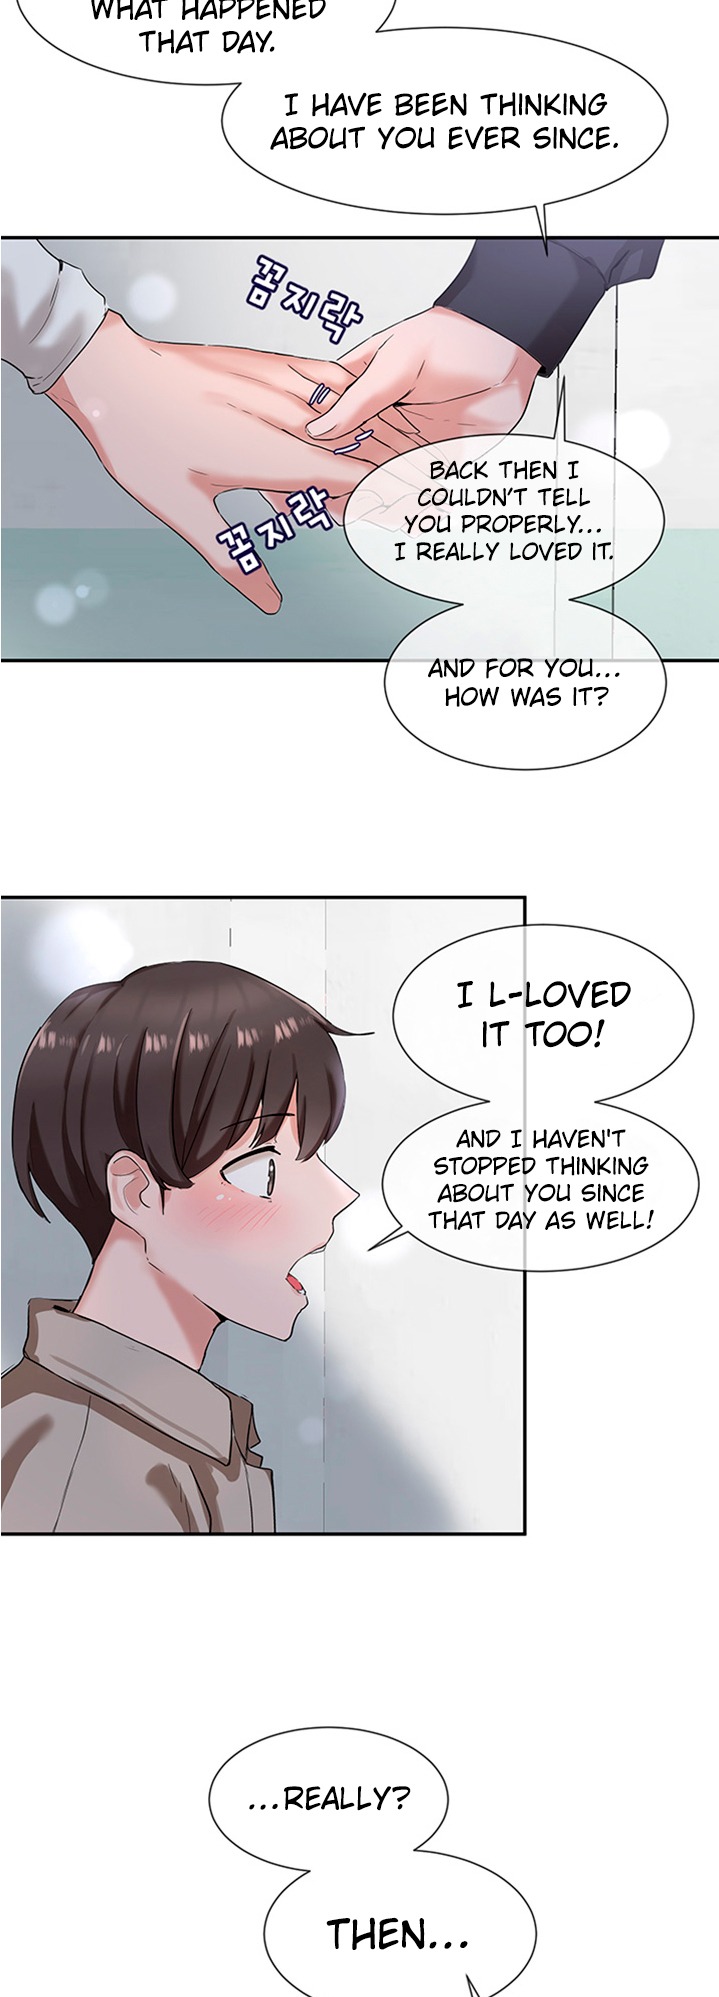 WHAT HAPPENED
THAT DAY.
I HAVE BEEN THINKING
ABOUT YOU EVER SINCE.
꼼지락
BACK THEN I
COULDN'T TELL
YOU PROPERLY...
I REALLY LOVED IT.
꼼지락
AND FOR YOU...
HOW WAS IT?
I L-LOVED
IT TOO!
AND I HAVEN'T
STOPPED THINKING
ABOUT YOU SINCE
THAT DAY AS WELL!
...REALLY?
THEN...